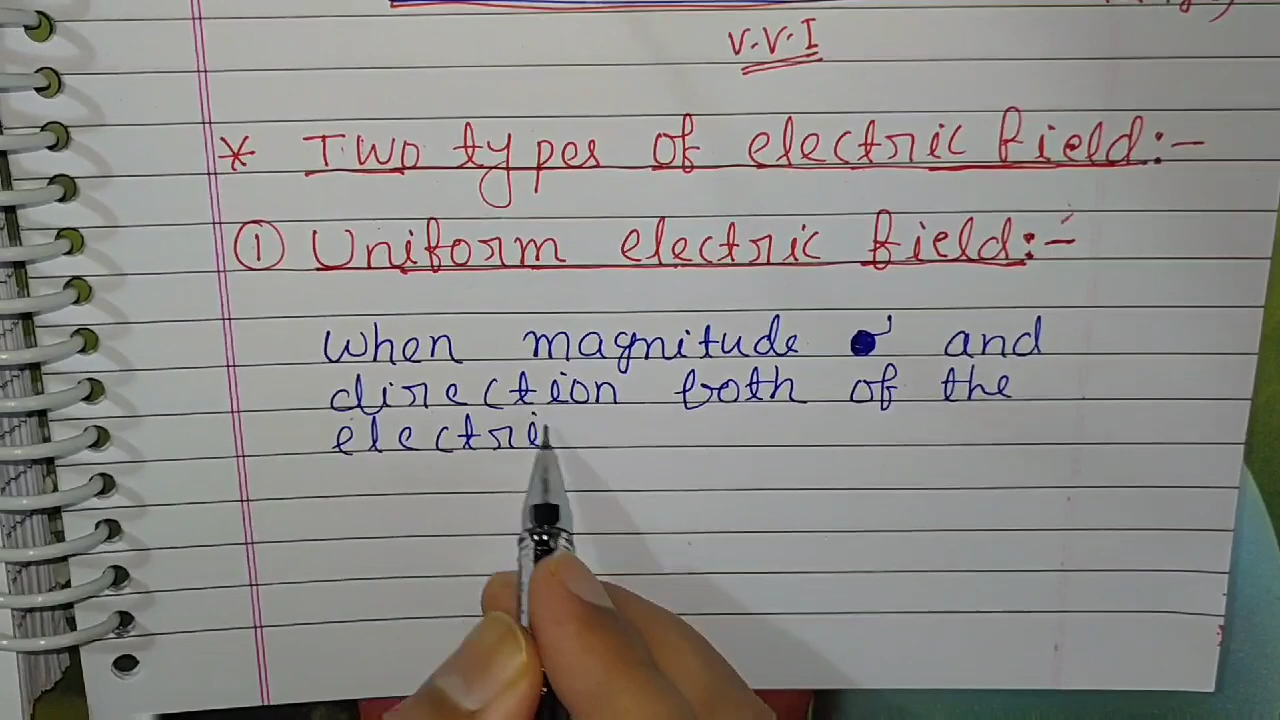 V.V.I
* Two types of electric field:-
① Uniform electric field:-
When magnitude and
direction both of the
electri